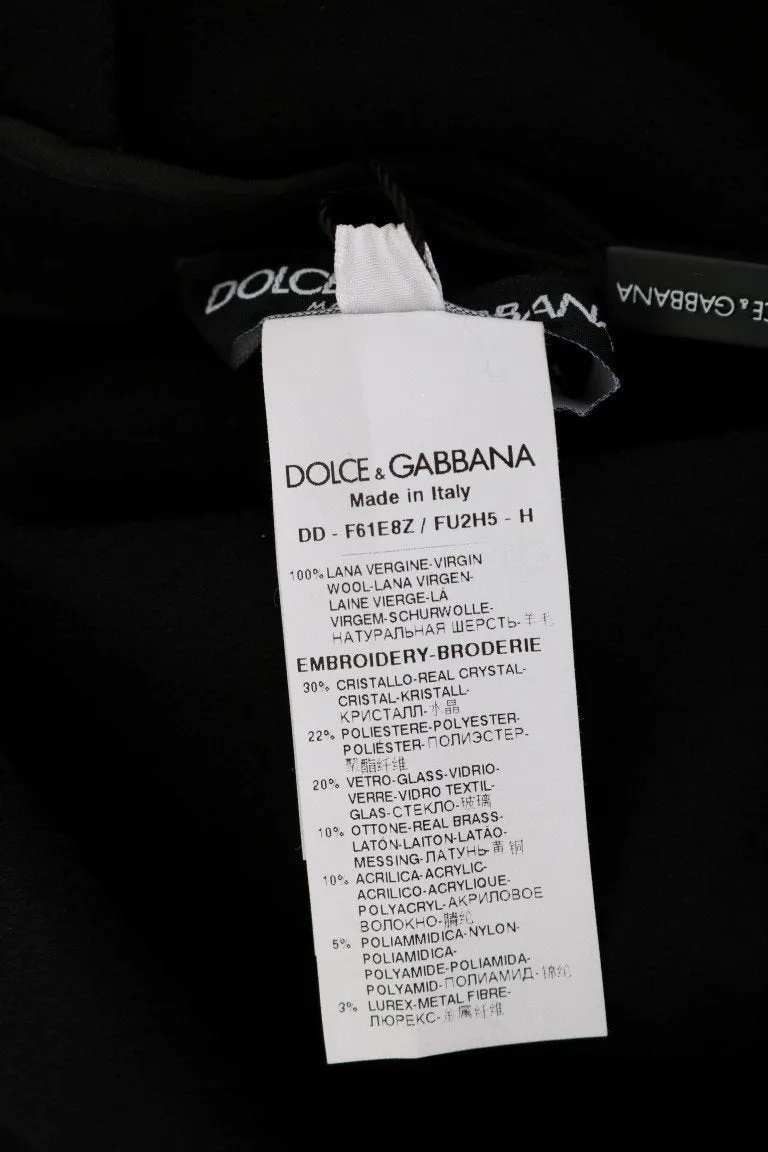 DOLCE
BAN
CE & GABBANA
DOLCE & GABBANA
Made in Italy
DD - F61E8Z / FU2H5 - H
100% LANA VERGINE-VIRGIN
WOOL-LANA VIRGEN-
LAINE VIERGE-LÃ
VIRGEM-SCHURWOLLE-
НАТУРАЛЬНАЯ ШЕРСТЬ-羊毛
EMBROIDERY-BRODERIE
30% CRISTALLO-REAL CRYSTAL-
CRISTAL-KRISTALL-
КРИСТАЛЛ-水晶
22% POLIESTERE-POLYESTER-
POLIÉSTER-ПОЛИЭСТЕР-
聚酯纤维
20% VETRO-GLASS-VIDRIO-
VERRE-VIDRO TEXTIL-
GLAS-СТЕКЛО-玻璃
10% OTTONE-REAL BRASS-
LATÓN-LAITON-LATÃO-
MESSING-ЛАТУНЬ-黄铜
10% ACRILICA-ACRYLIC-
ACRILICO-ACRYLIQUE-
POLYACRYL-АКРИЛОВОЕ
ВОЛОКНО-腈纶
5% POLIAMMIDICA-NYLON-
POLIAMIDICA-
POLYAMIDE-POLIAMIDA-
POLYAMID-ПОЛИАМИД-锦纶
3% LUREX-METAL FIBRE-
ЛЮРЕКС-金属纤维